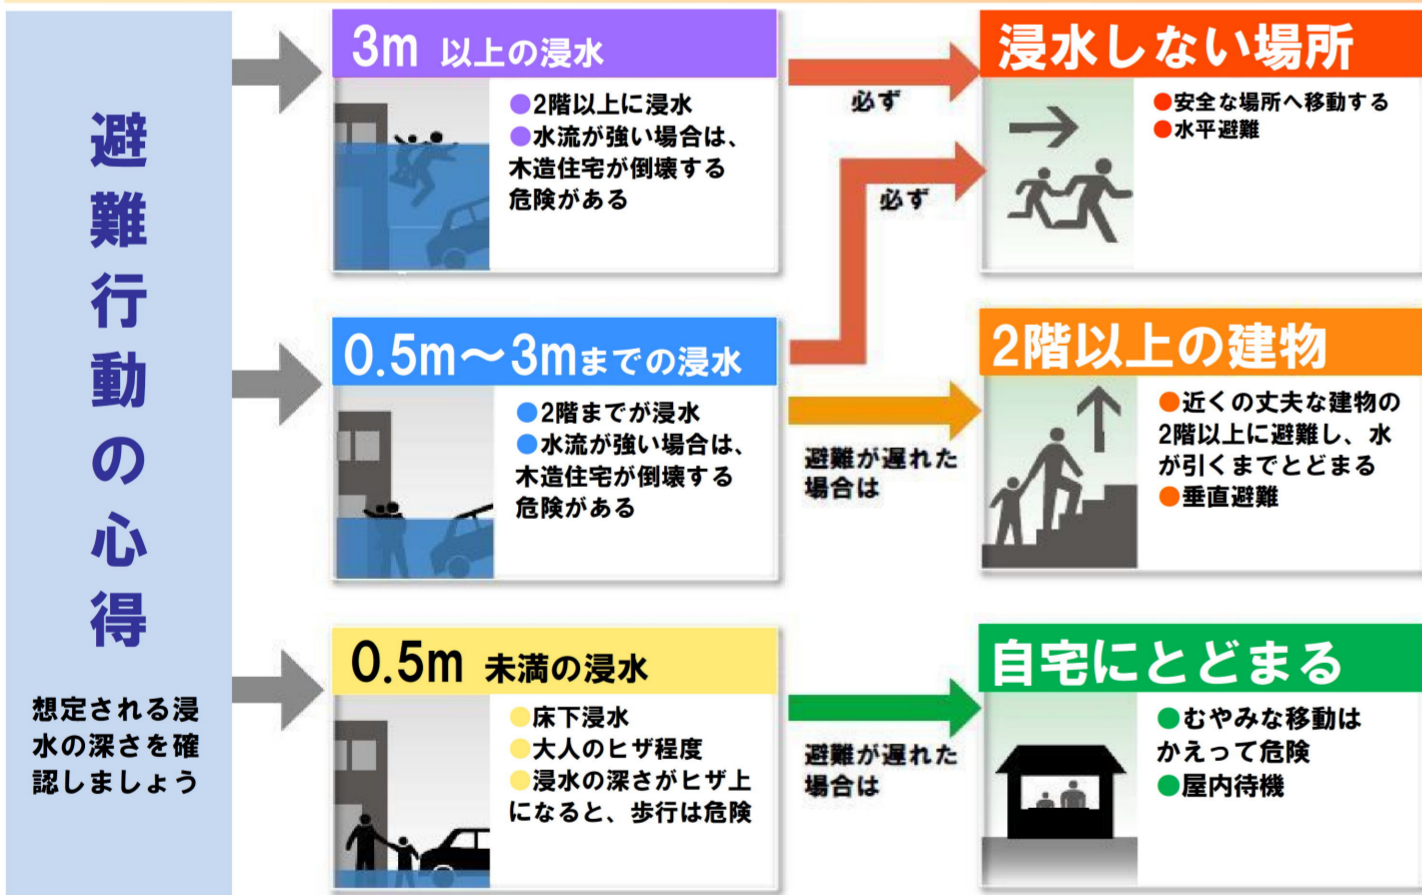 避難行動の心得
想定される浸
水の深さを確
認しましょう
3m 以上の浸水
●2階以上に浸水
●水流が強い場合は、
木造住宅が倒壊する
危険がある
必ず
浸水しない場所
●安全な場所へ移動する
●水平避難
0.5m～3mまでの浸水
●2階までが浸水
●水流が強い場合は、
木造住宅が倒壊する
危険がある
必ず
避難が遅れた
場合は
2階以上の建物
●近くの丈夫な建物の
2階以上に避難し、水
が引くまでとどまる
●垂直避難
0.5m 未満の浸水
●床下浸水
●大人のヒザ程度
●浸水の深さがヒザ上
になると、歩行は危険
避難が遅れた
場合は
自宅にとどまる
●むやみな移動は
かえって危険
●屋内待機